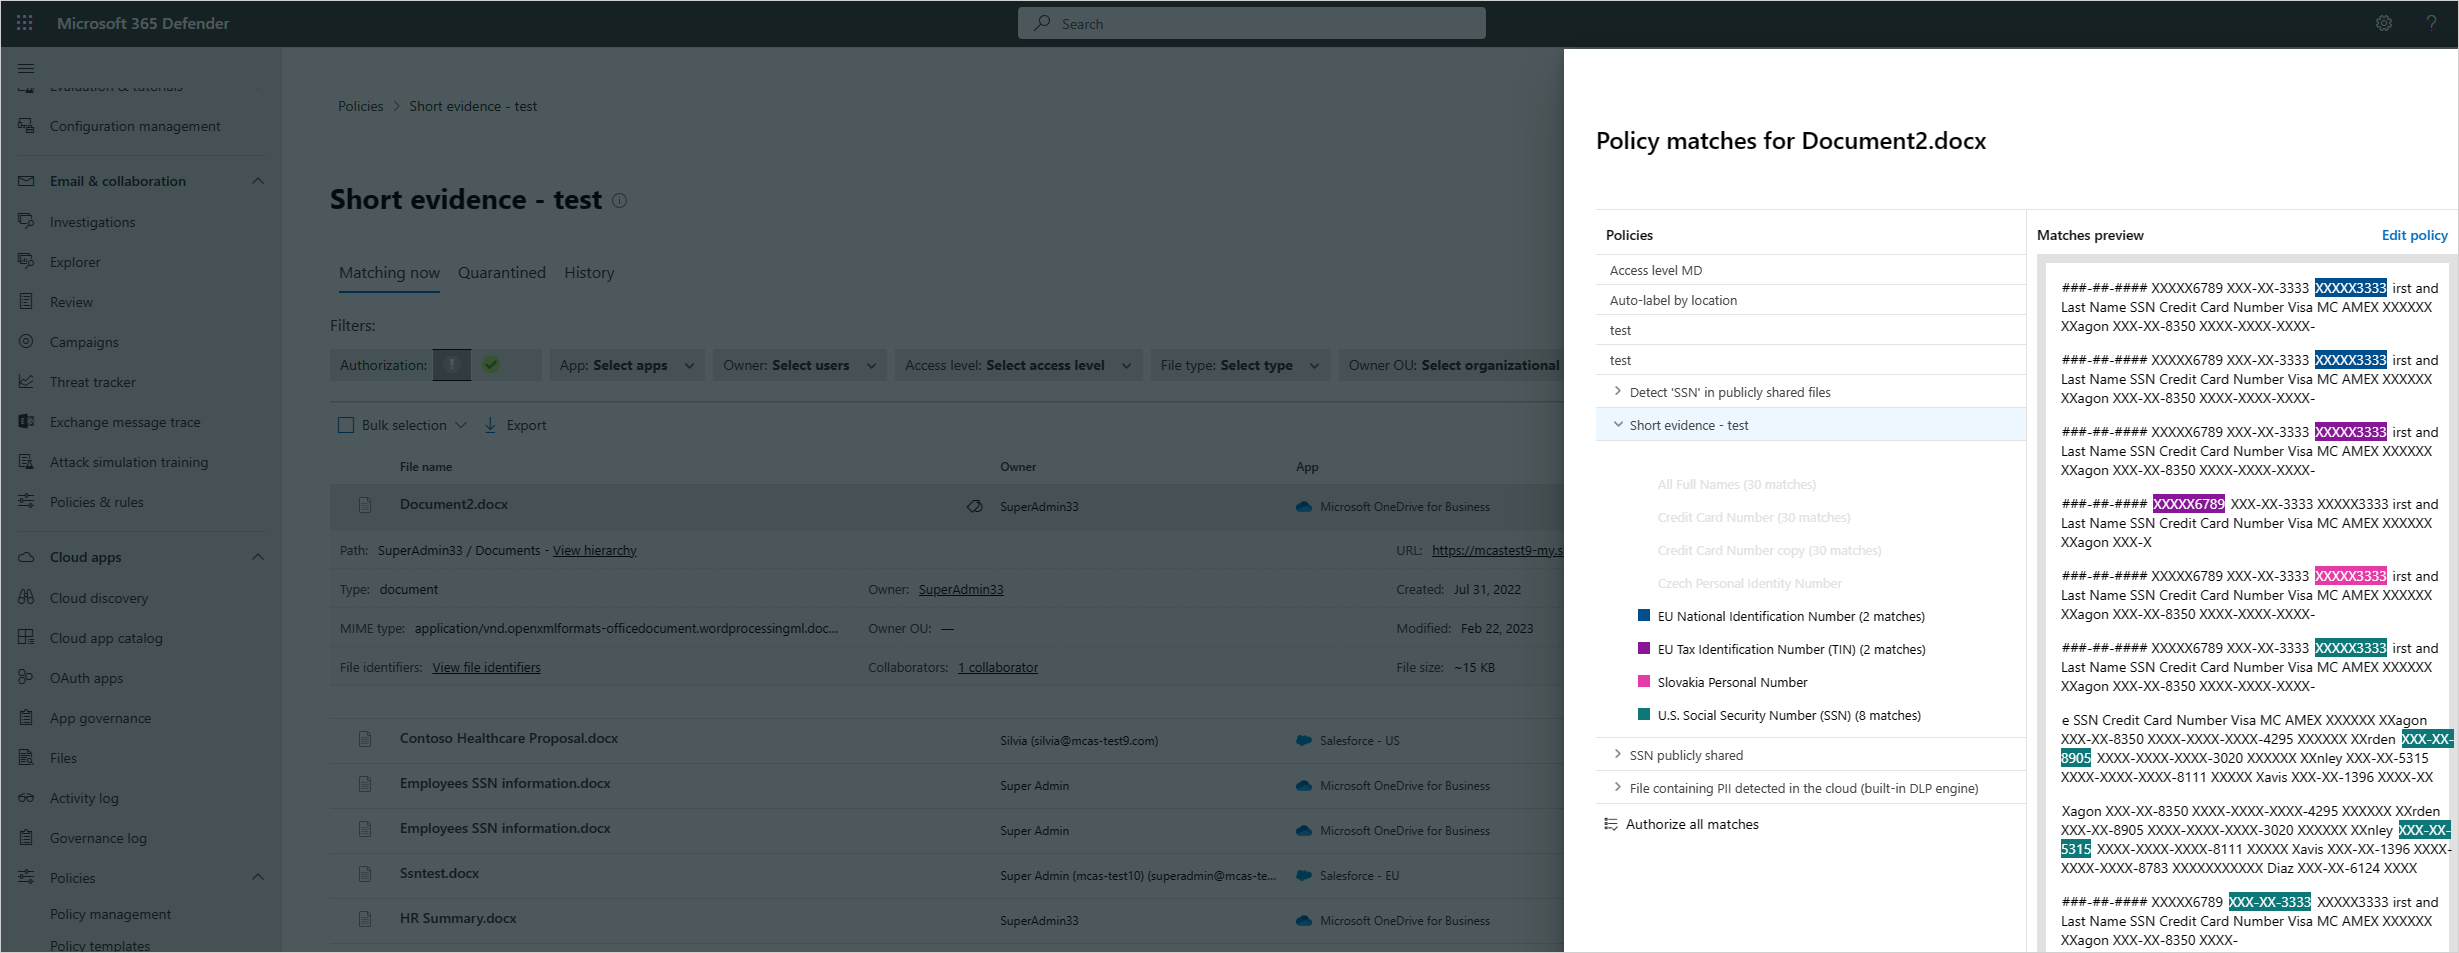 Microsoft 365 Defender
Search
Evaluation & tutorials
Configuration management
Email & collaboration
Investigations
Explorer
Review
Campaigns
Threat tracker
Exchange message trace
Attack simulation training
Policies & rules
Cloud apps
Cloud discovery
Cloud app catalog
OAuth apps
App governance
Files
Activity log
Governance log
Policies
Policy management
Policy templates
Policies > Short evidence - test
Short evidence - test
Matching now Quarantined History
Filters:
Authorization: App: Select apps Owner: Select users Access level: Select access level File type: Select type Owner OU: Select organizational
Bulk selection Export
File name Owner App
Document2.docx SuperAdmin33 Microsoft OneDrive for Business
Path: SuperAdmin33 / Documents - View hierarchy URL: https://mcastest9-my.s
Type: document Owner: SuperAdmin33 Created: Jul 31, 2022
MIME type: application/vnd.openxmlformats-officedocument.wordprocessingml.doc... Owner OU: — Modified: Feb 22, 2023
File identifiers: View file identifiers Collaborators: 1 collaborator File size: ~15 KB
Contoso Healthcare Proposal.docx Silvia (silvia@mcas-test9.com) Salesforce - US
Employees SSN information.docx Super Admin Microsoft OneDrive for Business
Employees SSN information.docx Super Admin Microsoft OneDrive for Business
Ssntest.docx Super Admin (mcas-test10) (superadmin@mcas-te... Salesforce - EU
HR Summary.docx SuperAdmin33 Microsoft OneDrive for Business
Policy matches for Document2.docx
Policies
Access level MD
Auto-label by location
test
test
Detect 'SSN' in publicly shared files
Short evidence - test
All Full Names (30 matches)
Credit Card Number (30 matches)
Credit Card Number copy (30 matches)
Czech Personal Identity Number
EU National Identification Number (2 matches)
EU Tax Identification Number (TIN) (2 matches)
Slovakia Personal Number
U.S. Social Security Number (SSN) (8 matches)
SSN publicly shared
File containing PII detected in the cloud (built-in DLP engine)
Authorize all matches
Matches preview Edit policy
###-##-#### XXXXX6789 XXX-XX-3333 XXXXX3333 irst and
Last Name SSN Credit Card Number Visa MC AMEX XXXXXX
XXagon XXX-XX-8350 XXXX-XXXX-XXXX-
###-##-#### XXXXX6789 XXX-XX-3333 XXXXX3333 irst and
Last Name SSN Credit Card Number Visa MC AMEX XXXXXX
XXagon XXX-XX-8350 XXXX-XXXX-XXXX-
###-##-#### XXXXX6789 XXX-XX-3333 XXXXX3333 irst and
Last Name SSN Credit Card Number Visa MC AMEX XXXXXX
XXagon XXX-XX-8350 XXXX-XXXX-XXXX-
###-##-#### XXXXX6789 XXX-XX-3333 XXXXX3333 irst and
Last Name SSN Credit Card Number Visa MC AMEX XXXXXX
XXagon XXX-X
###-##-#### XXXXX6789 XXX-XX-3333 XXXXX3333 irst and
Last Name SSN Credit Card Number Visa MC AMEX XXXXXX
XXagon XXX-XX-8350 XXXX-XXXX-XXXX-
###-##-#### XXXXX6789 XXX-XX-3333 XXXXX3333 irst and
Last Name SSN Credit Card Number Visa MC AMEX XXXXXX
XXagon XXX-XX-8350 XXXX-XXXX-XXXX-
e SSN Credit Card Number Visa MC AMEX XXXXXX XXagon
XXX-XX-8350 XXXX-XXXX-XXXX-4295 XXXXXX XXrden XXX-XX-
8905 XXXX-XXXX-XXXX-3020 XXXXXX XXnley XXX-XX-5315
XXXX-XXXX-XXXX-8111 XXXXX Xavis XXX-XX-1396 XXXX-XX
Xagon XXX-XX-8350 XXXX-XXXX-XXXX-4295 XXXXXX XXrden
XXX-XX-8905 XXXX-XXXX-XXXX-3020 XXXXXX XXnley XXX-XX-
5315 XXXX-XXXX-XXXX-8111 XXXXX Xavis XXX-XX-1396 XXXX-
XXXX-XXXX-8783 XXXXXXXXXXX Diaz XXX-XX-6124 XXXX
###-##-#### XXXXX6789 XXX-XX-3333 XXXXX3333 irst and
Last Name SSN Credit Card Number Visa MC AMEX XXXXXX
XXagon XXX-XX-8350 XXXX-